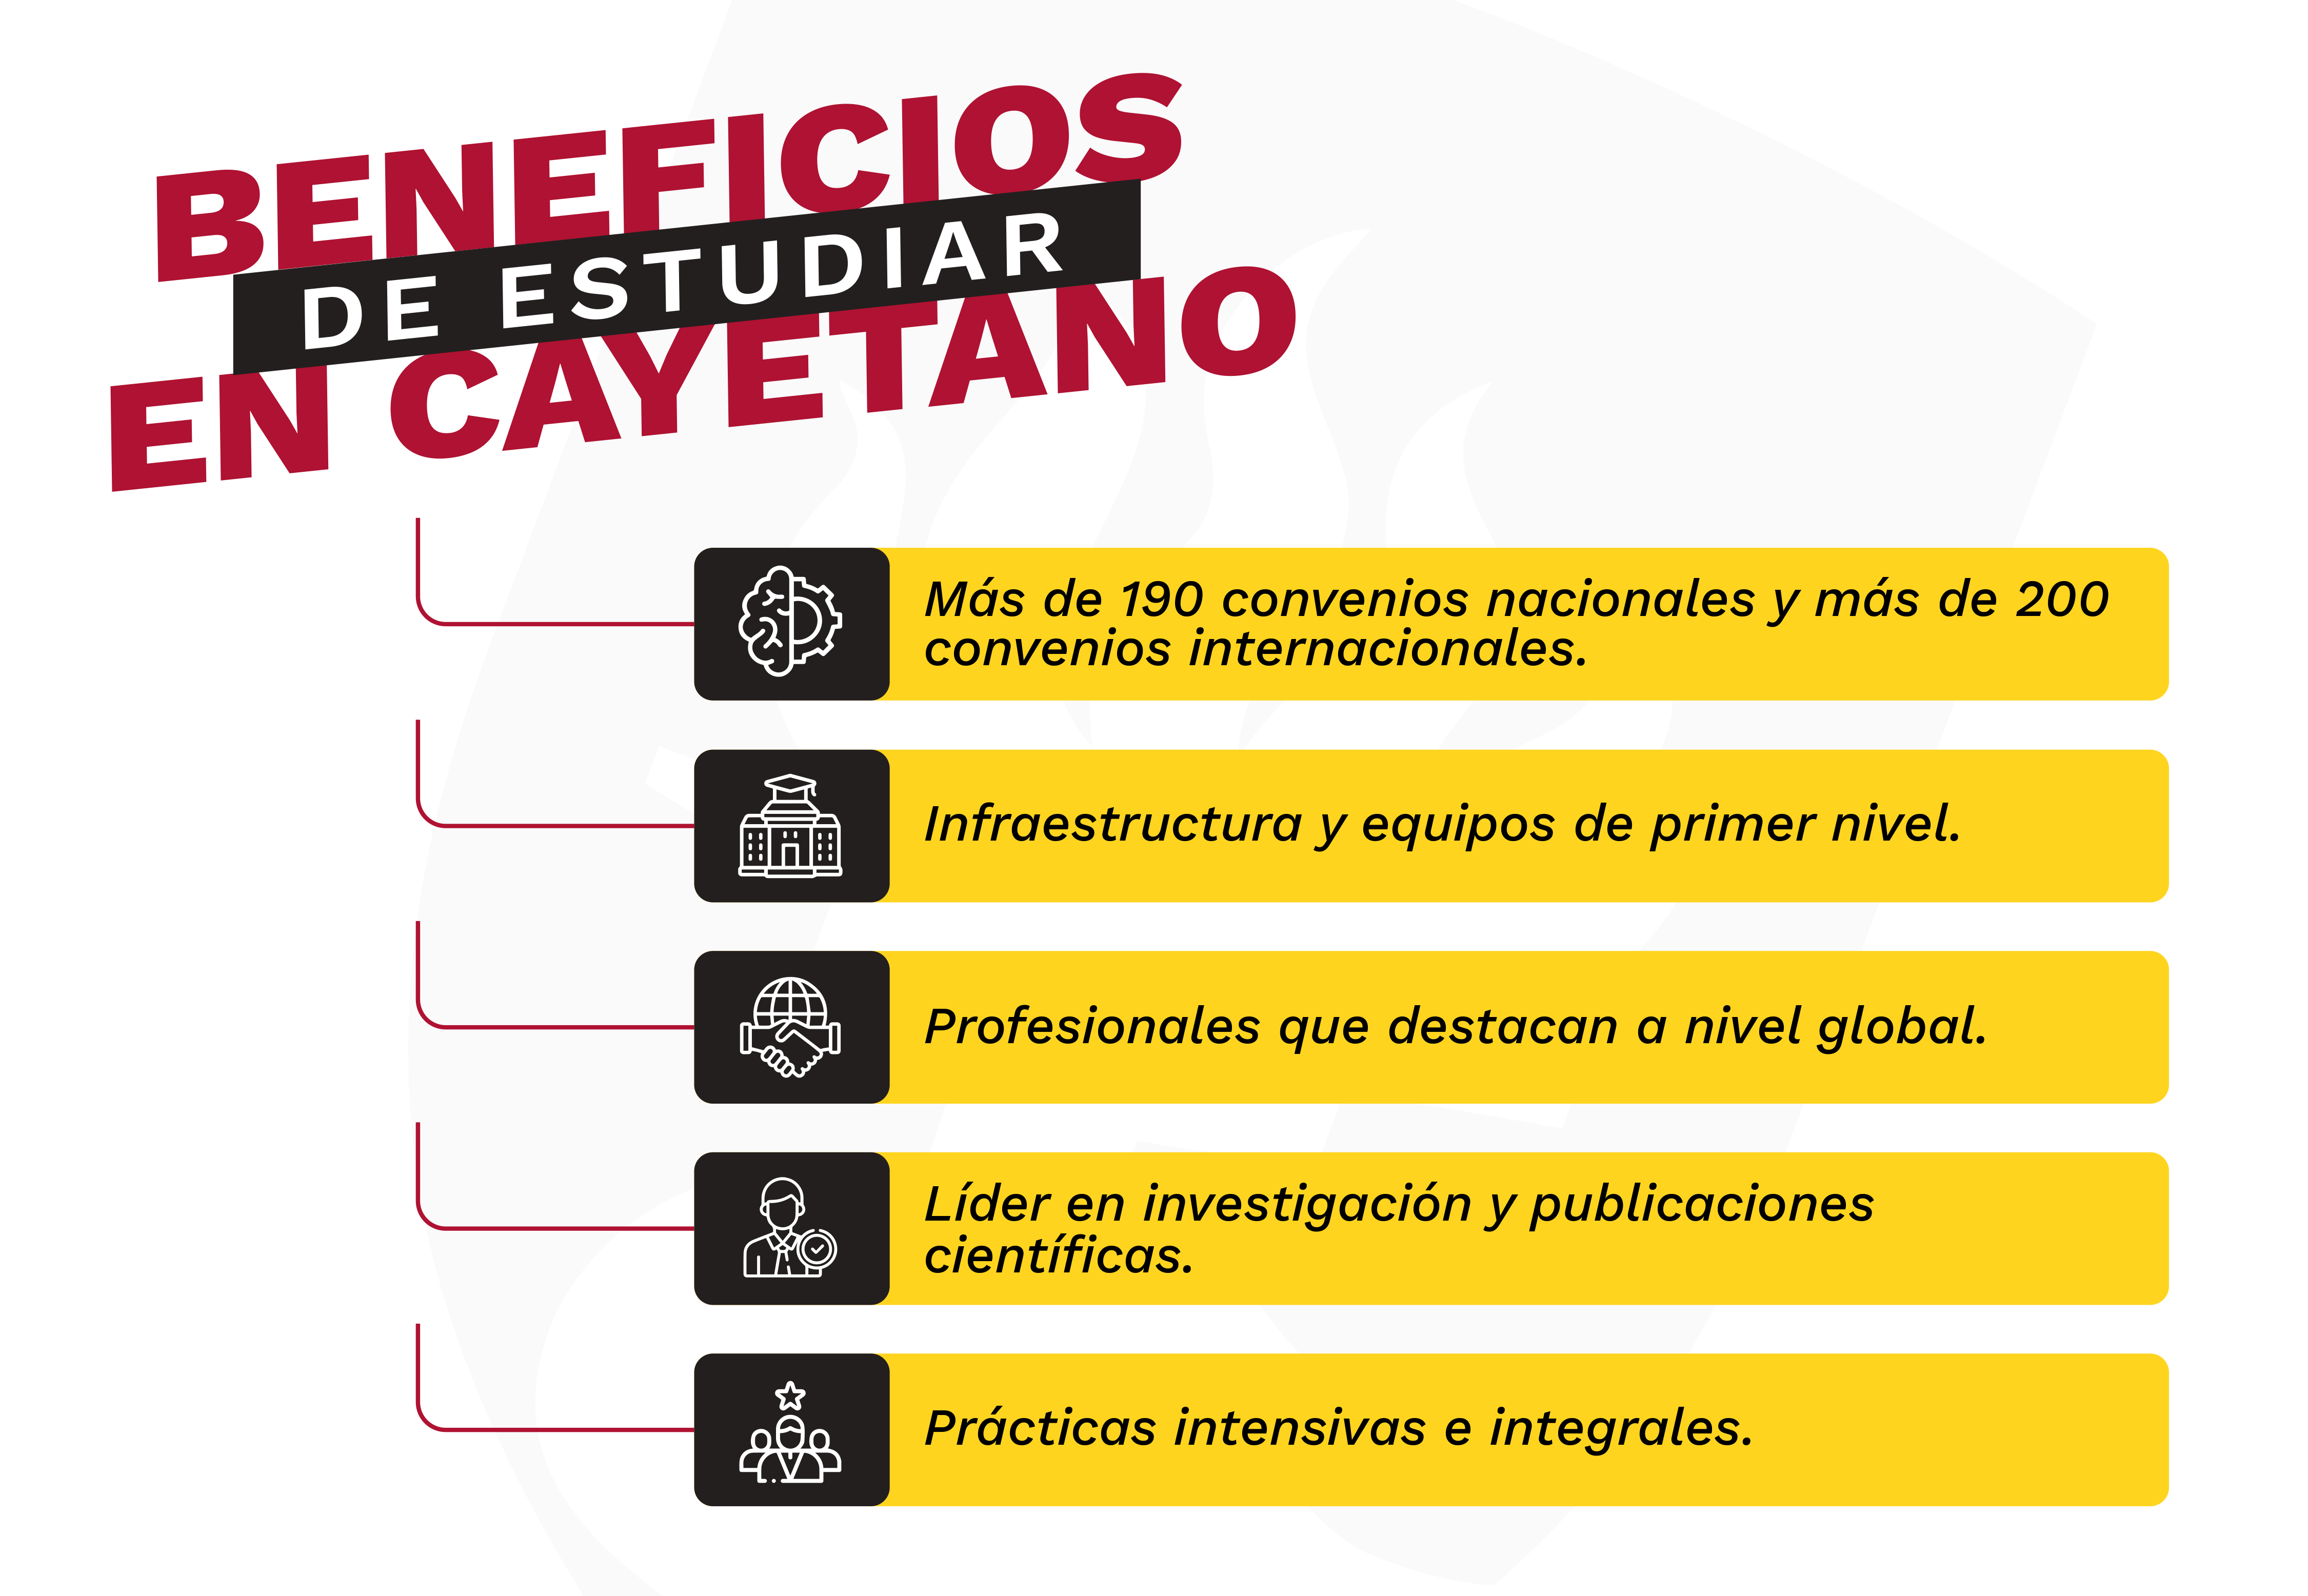 BENEFICIOS
DE ESTUDIAR
EN CAYETANO
Más de 190 convenios nacionales y más de 200
convenios internacionales.
Infraestructura y equipos de primer nivel.
Profesionales que destacan a nivel global.
Líder en investigación y publicaciones
científicas.
Prácticas intensivas e integrales.